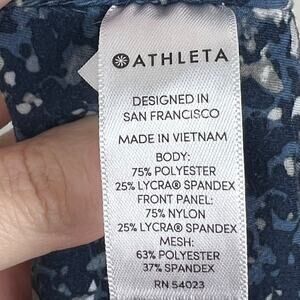 ATHLETA
DESIGNED IN
SAN FRANCISCO
MADE IN VIETNAM
BODY:
75% POLYESTER
25% LYCRA® SPANDEX
FRONT PANEL:
75% NYLON
25% LYCRA® SPANDEX
MESH:
63% POLYESTER
37% SPANDEX
RN 54023